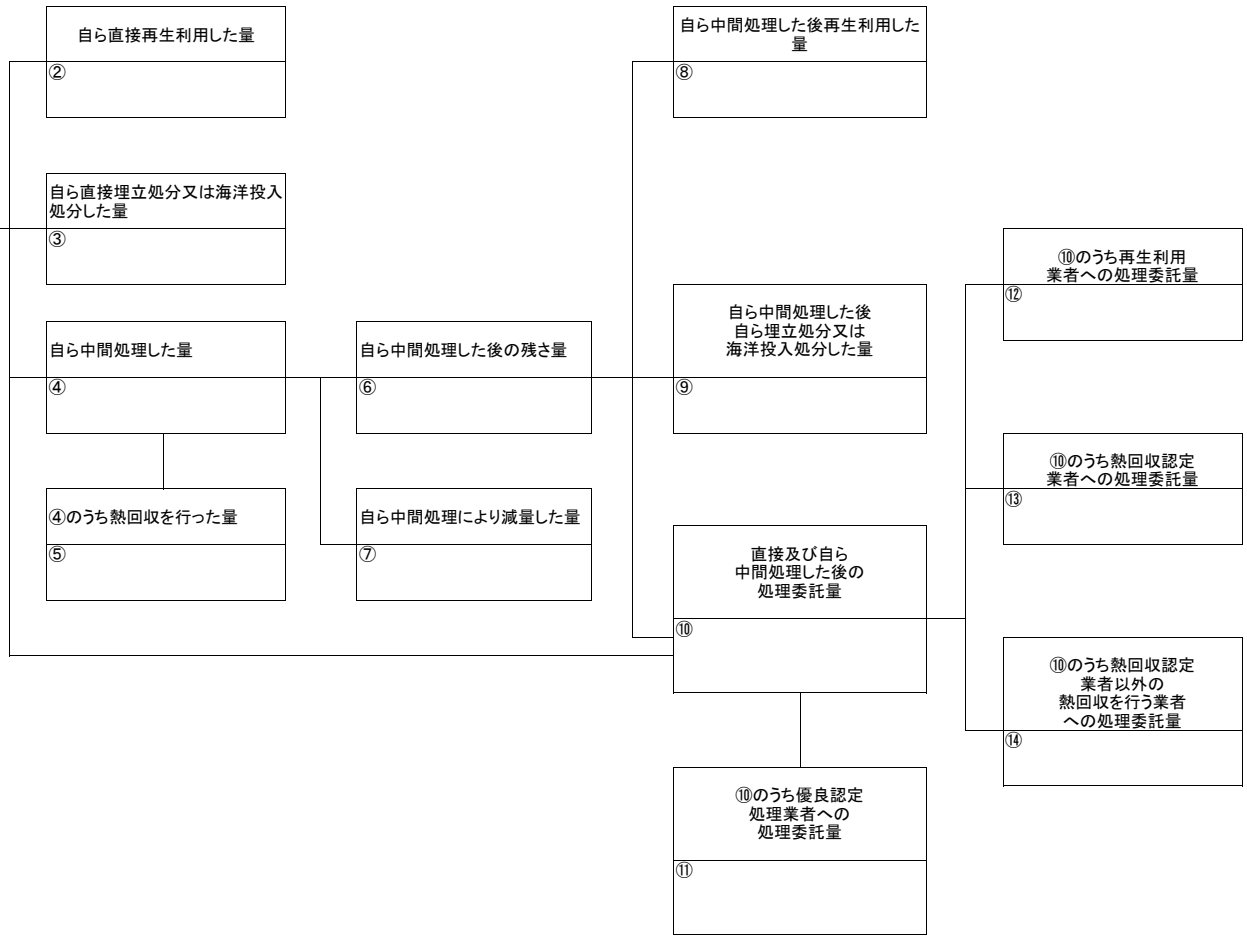 自ら直接再生利用した量
②
自ら直接埋立処分又は海洋投入
処分した量
③
自ら中間処理した量
④
④のうち熱回収を行った量
⑤
自ら中間処理した後の残さ量
⑥
自ら中間処理により減量した量
⑦
自ら中間処理した後再生利用した
量
⑧
自ら中間処理した後
自ら埋立処分又は
海洋投入処分した量
⑨
直接及び自ら
中間処理した後の
処理委託量
⑩
⑩のうち優良認定
処理業者への
処理委託量
⑪
⑩のうち再生利用
業者への処理委託量
⑫
⑩のうち熱回収認定
業者への処理委託量
⑬
⑩のうち熱回収認定
業者以外の
熱回収を行う業者
への処理委託量
⑭